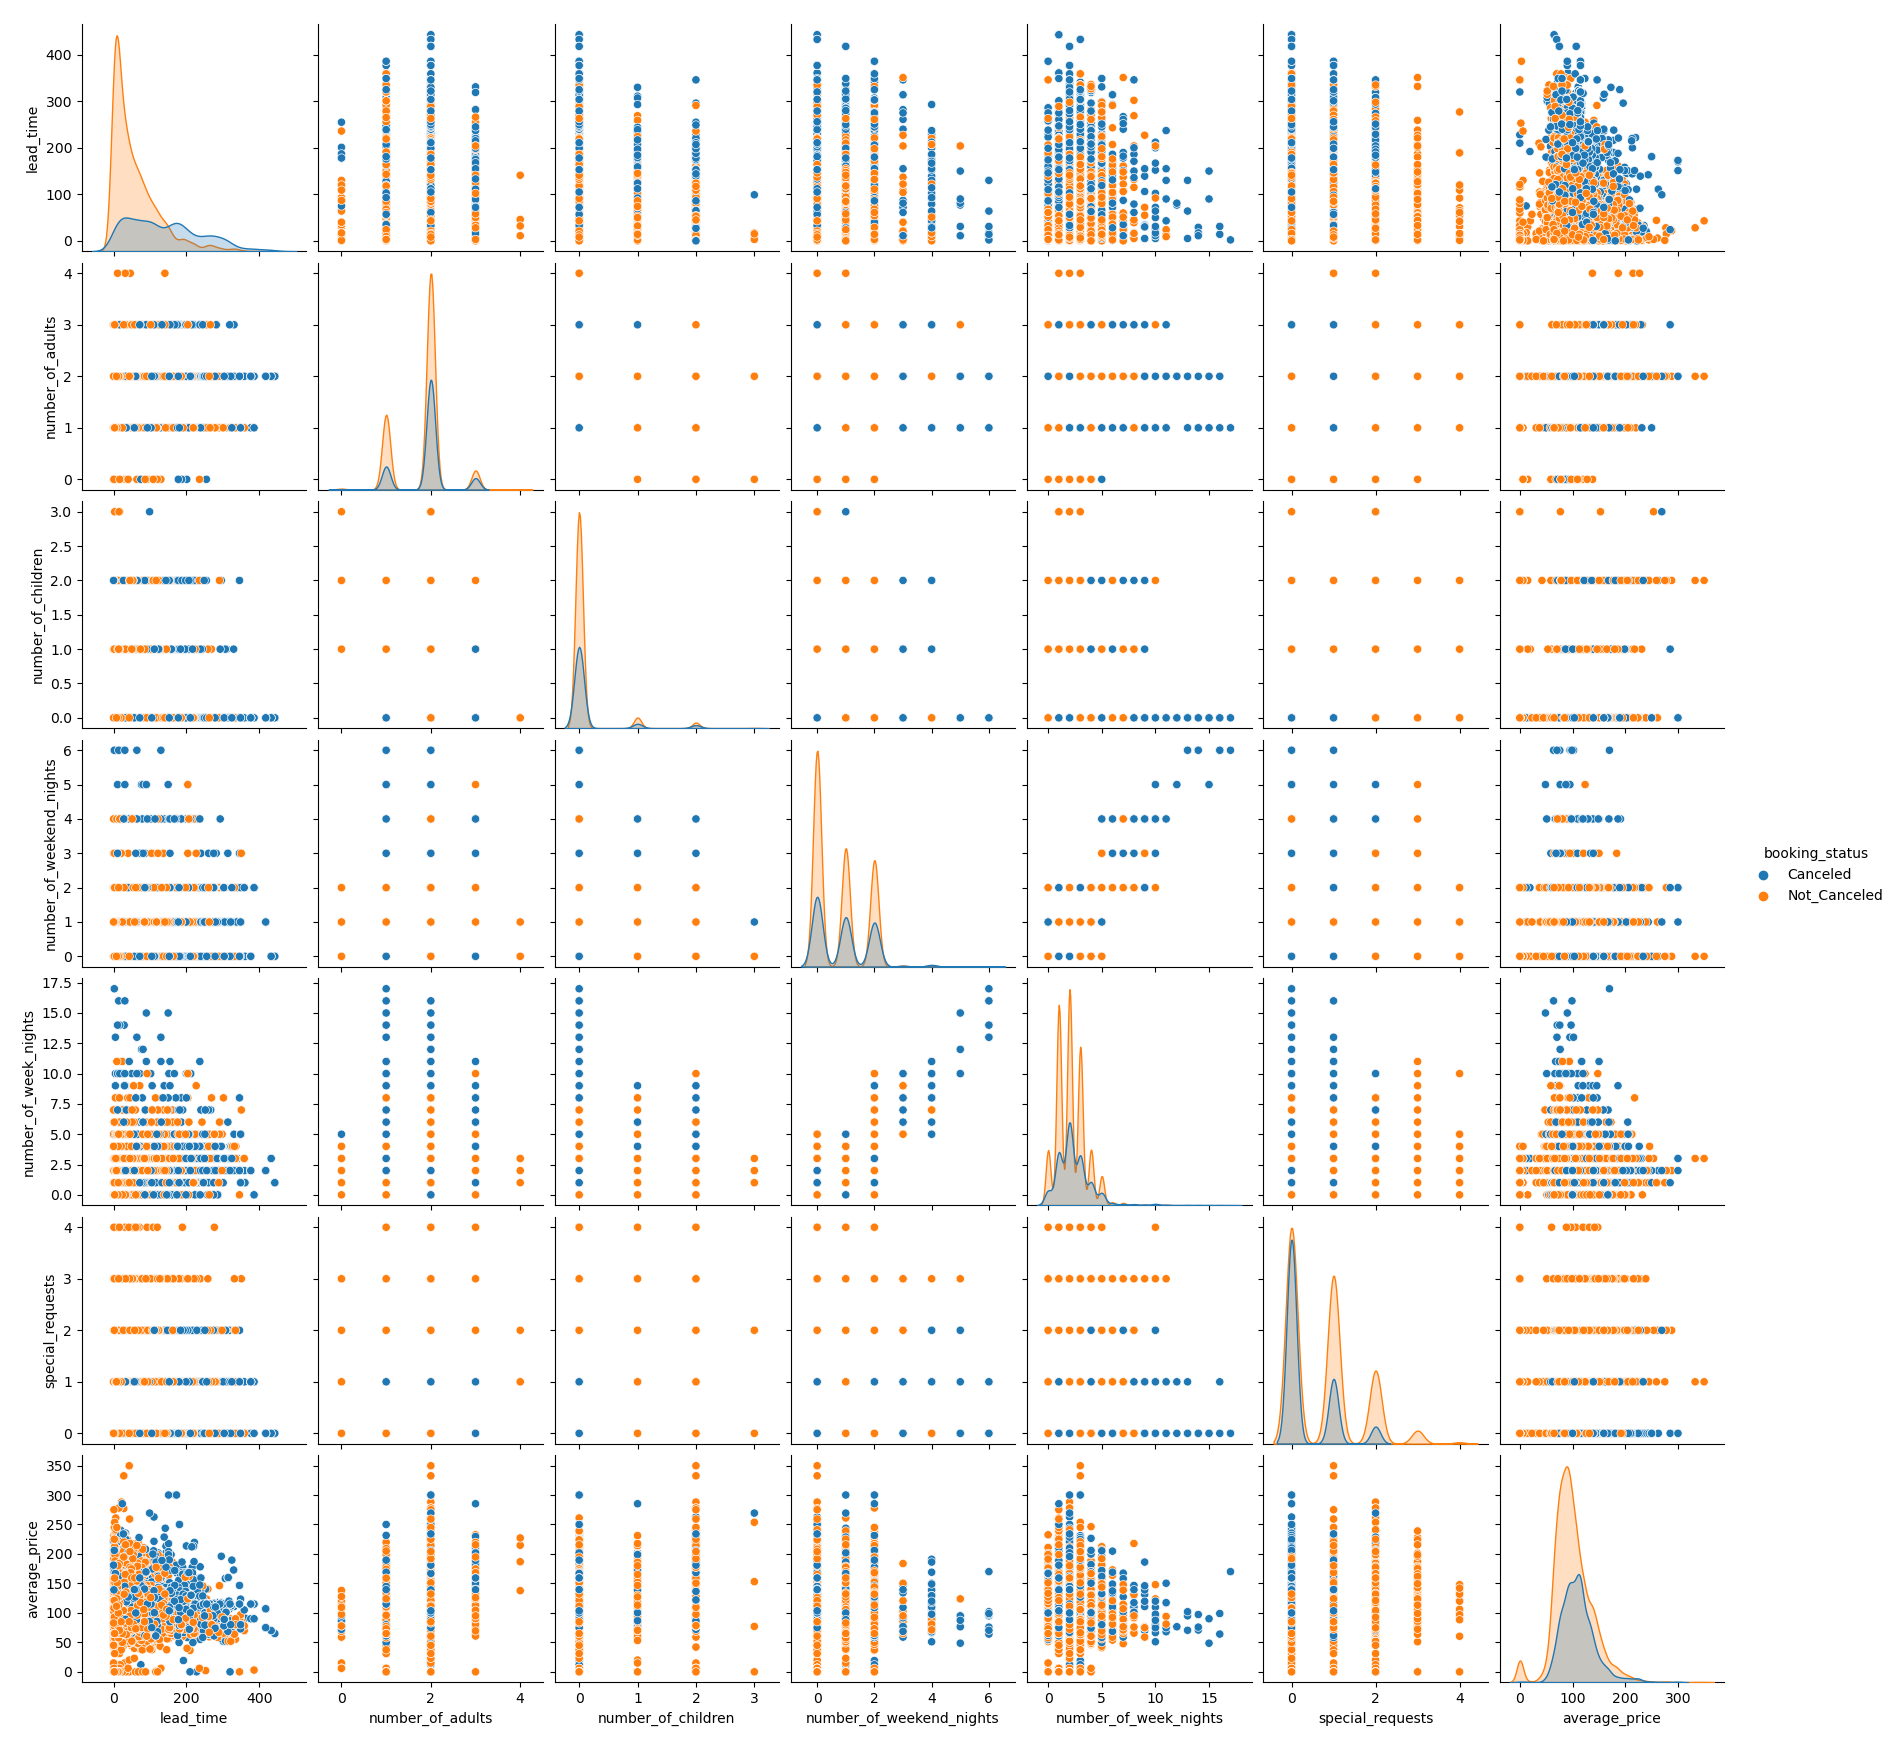 400
300
200
100
0
lead_time
4
3
2
1
0
number_of_adults
3.0
2.5
2.0
1.5
1.0
0.5
0.0
number_of_children
6
5
4
3
2
1
0
number_of_weekend_nights
booking_status
Canceled
Not_Canceled
17.5
15.0
12.5
10.0
7.5
5.0
2.5
0.0
number_of_week_nights
4
3
2
1
0
special_requests
350
300
250
200
150
100
50
0
average_price
0 200 400
lead_time
0 2 4
number_of_adults
0 1 2 3
number_of_children
0 2 4 6
number_of_weekend_nights
0 5 10 15
number_of_week_nights
0 2 4
special_requests
0 100 200 300
average_price